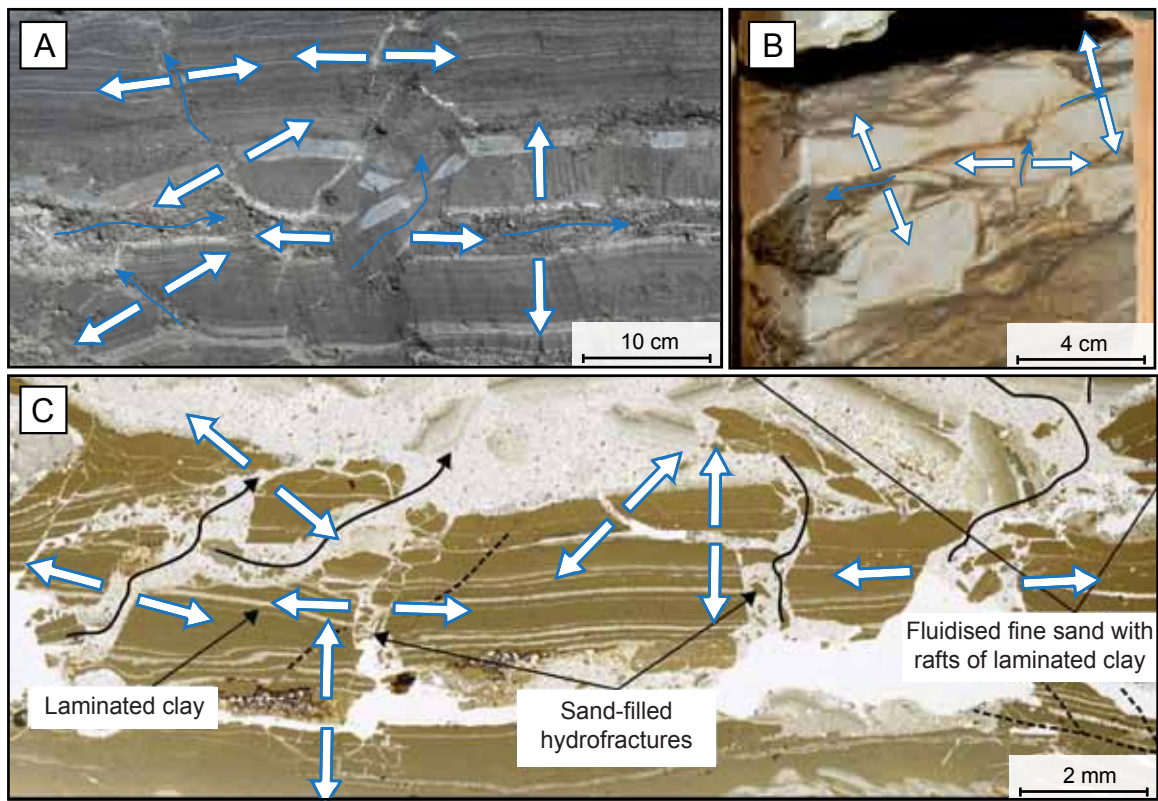 A
B
10 cm
4 cm
C
Laminated clay
Sand-filled
hydrofractures
Fluidised fine sand with
rafts of laminated clay
2 mm